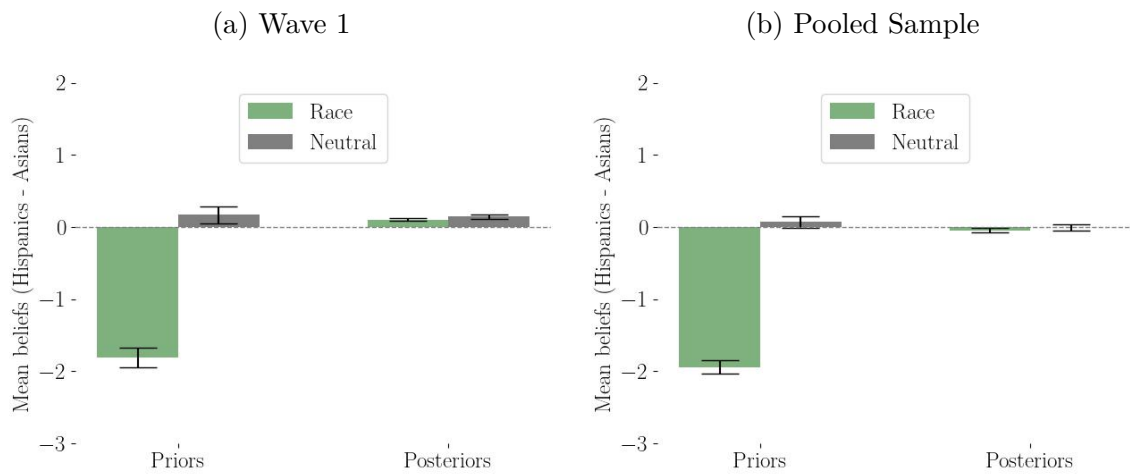 (a) Wave 1
Mean beliefs (Hispanics - Asians)
2
1
0
−1
−2
−3
Race
Neutral
Priors
Posteriors
(b) Pooled Sample
Mean beliefs (Hispanics - Asians)
2
1
0
−1
−2
−3
Race
Neutral
Priors
Posteriors